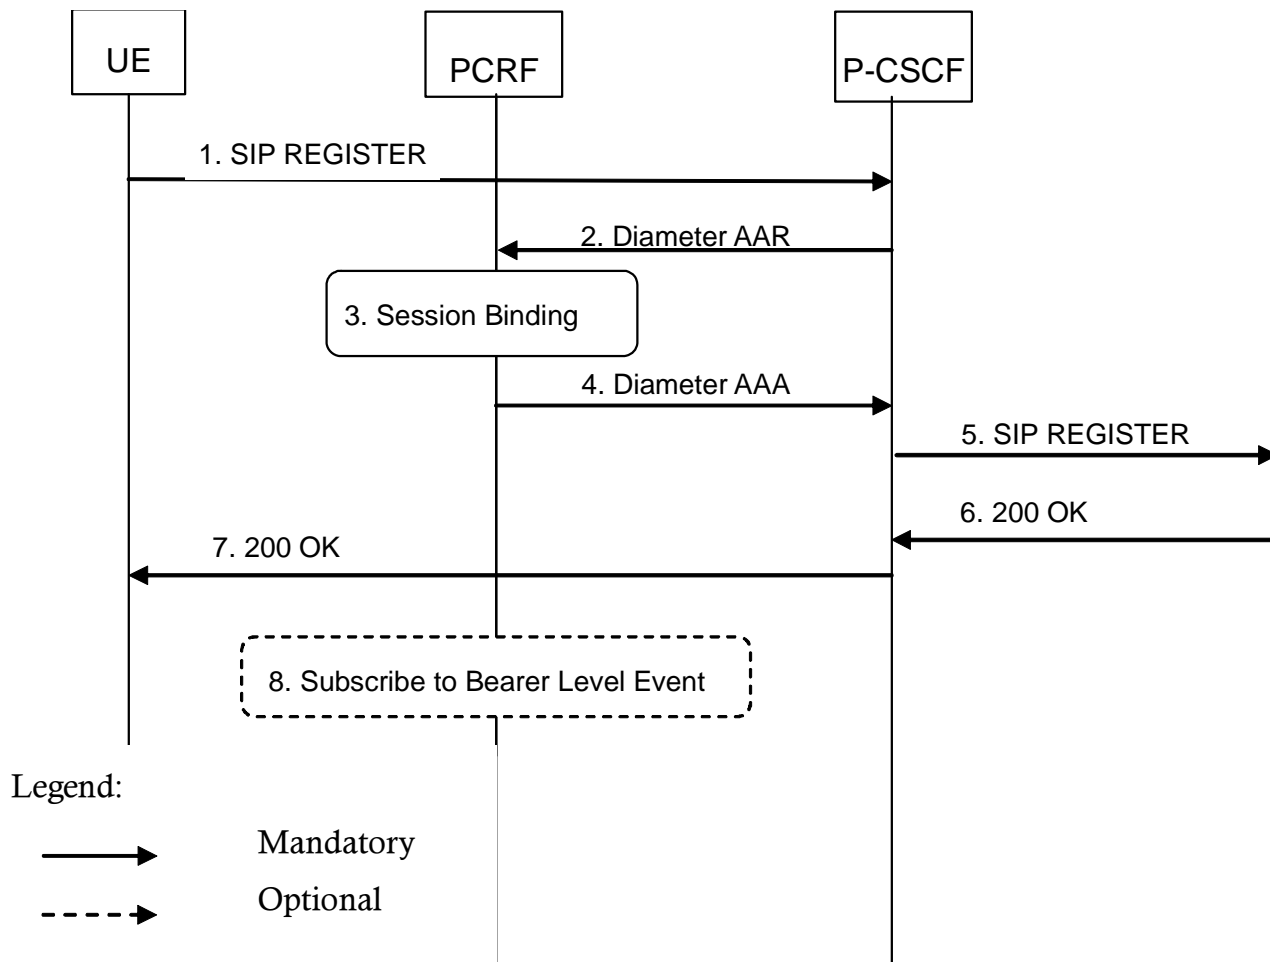 UE
PCRF
P-CSCF
1. SIP REGISTER
2. Diameter AAR
3. Session Binding
4. Diameter AAA
5. SIP REGISTER
6. 200 OK
7. 200 OK
8. Subscribe to Bearer Level Event
Legend:
Mandatory
Optional